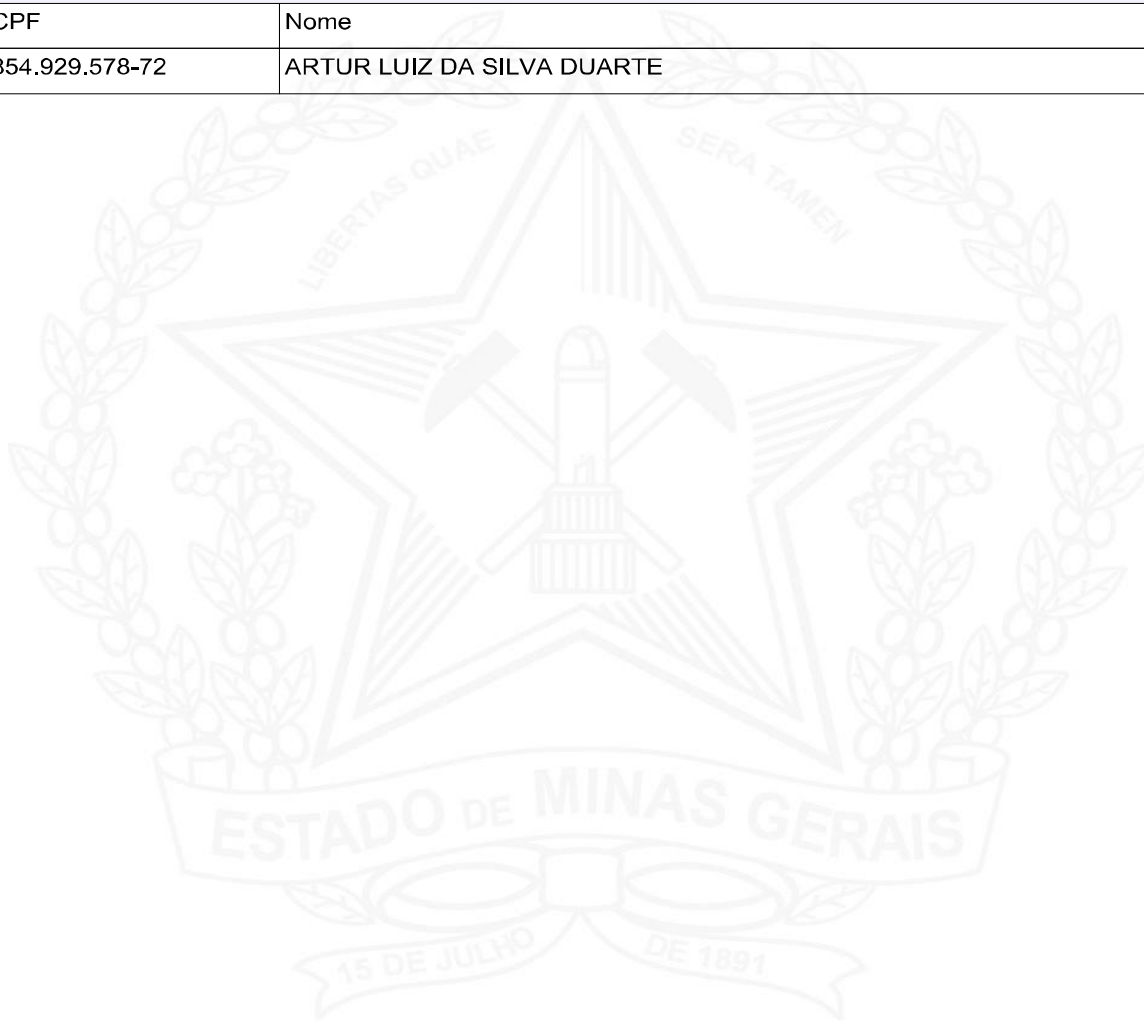 CPF Nome
854.929.578-72 ARTUR LUIZ DA SILVA DUARTE
LIBERTAS QUAE SERA TAMEN
ESTADO DE MINAS GERAIS
15 DE JULHO DE 1891